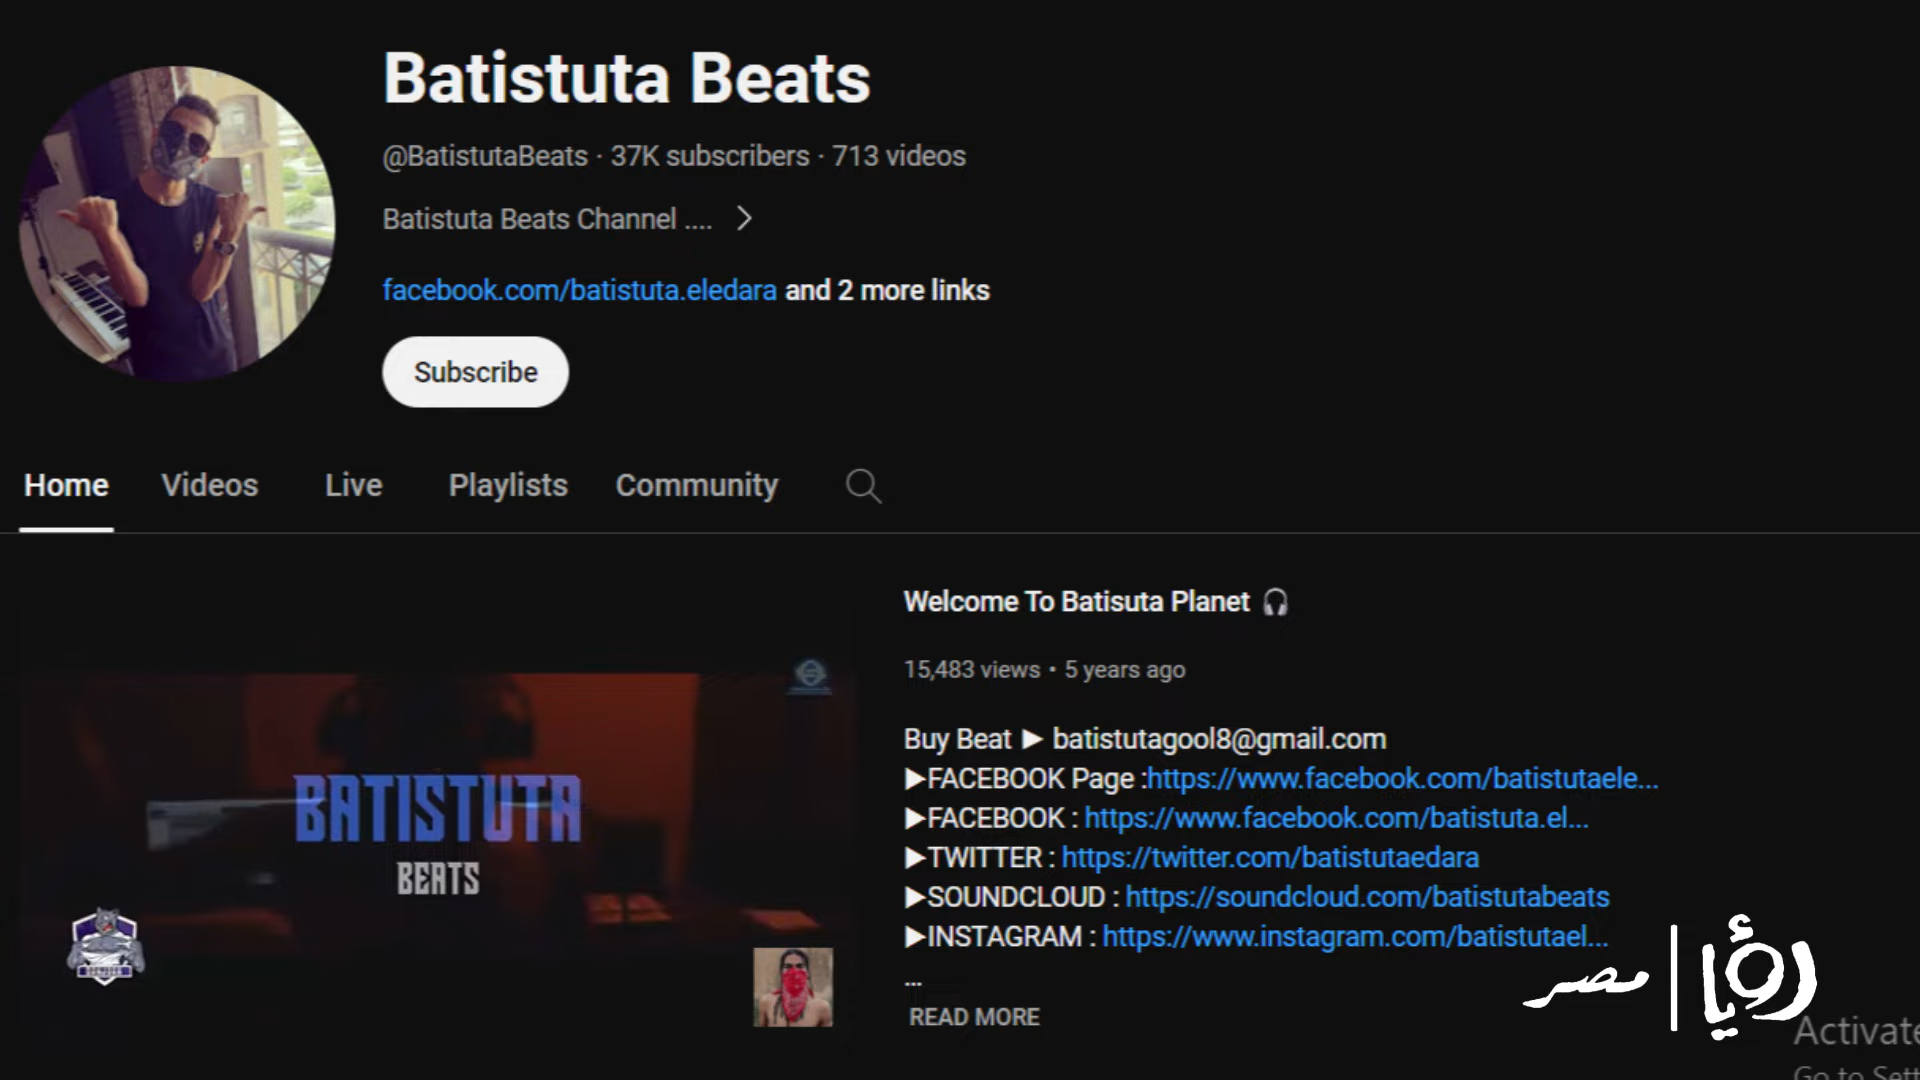 Batistuta Beats
@BatistutaBeats · 37K subscribers · 713 videos
Batistuta Beats Channel ....
facebook.com/batistuta.eledara and 2 more links
Subscribe
Home Videos Live Playlists Community
BATISTUTA
BEATS
Welcome To Batisuta Planet 🎧
15,483 views • 5 years ago
Buy Beat ► batistutagool8@gmail.com
►FACEBOOK Page :https://www.facebook.com/batistutaele...
►FACEBOOK : https://www.facebook.com/batistuta.el...
►TWITTER : https://twitter.com/batistutaedara
►SOUNDCLOUD : https://soundcloud.com/batistutabeats
►INSTAGRAM : https://www.instagram.com/batistutael...
...
READ MORE
رؤيا | مصر
Activate
Go to Sett